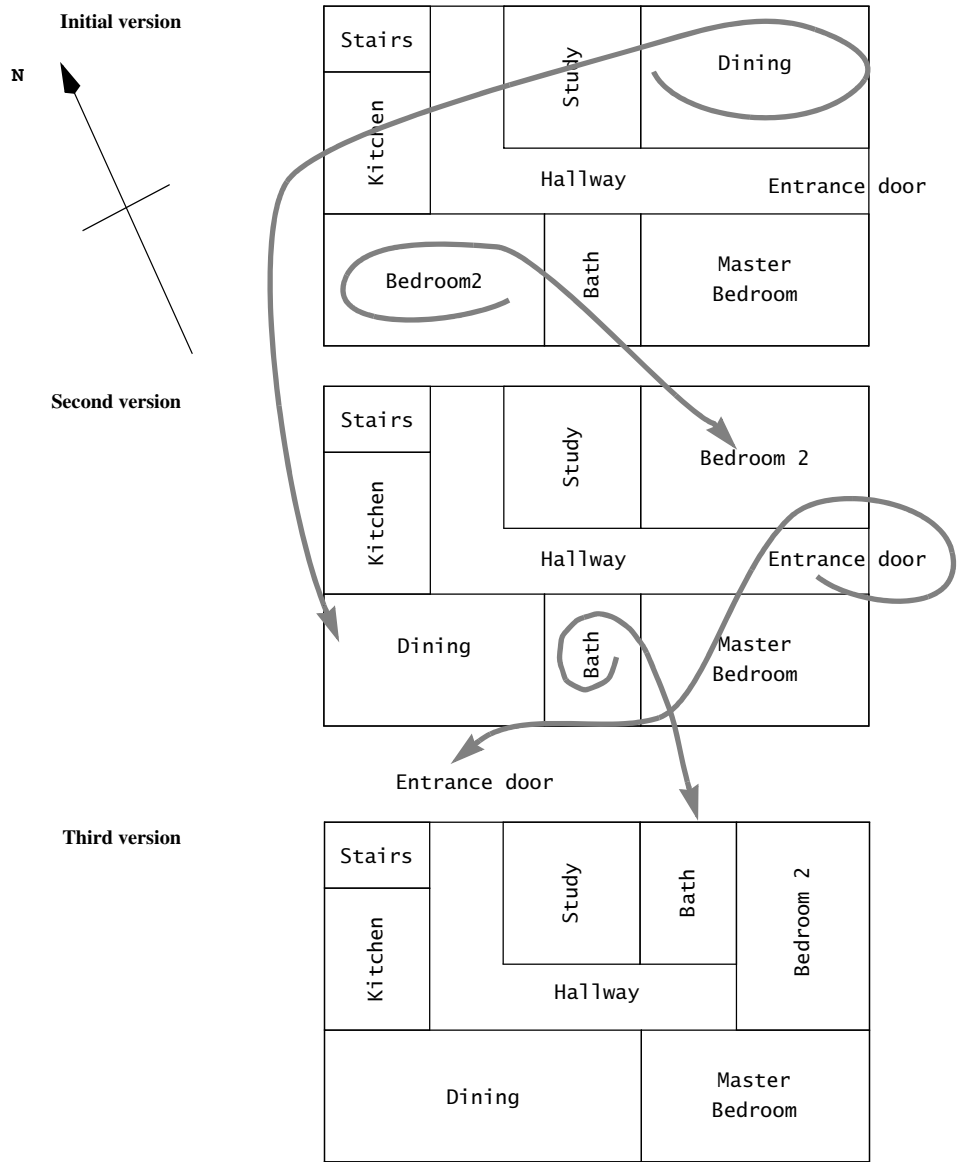 Initial version
N
Stairs
Kitchen
Study
Dining
Hallway
Entrance door
Bedroom2
Bath
Master
Bedroom
Second version
Stairs
Kitchen
Study
Bedroom 2
Hallway
Entrance door
Dining
Bath
Master
Bedroom
Entrance door
Third version
Stairs
Kitchen
Study
Bath
Bedroom 2
Hallway
Dining
Master
Bedroom